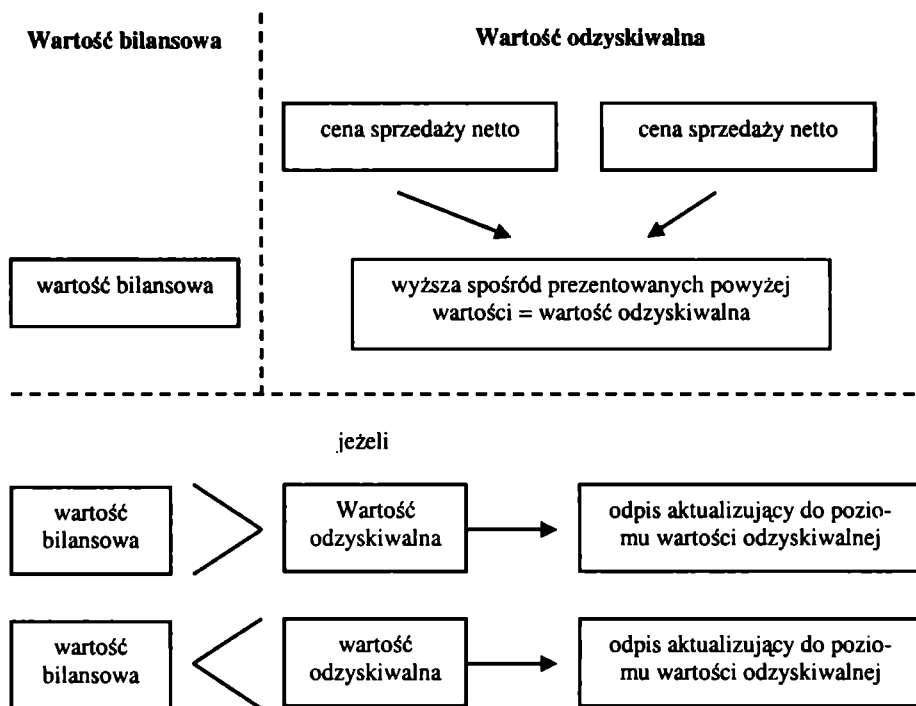 Wartość bilansowa
Wartość odzyskiwalna
cena sprzedaży netto
cena sprzedaży netto
wartość bilansowa
wyższa spośród prezentowanych powyżej
wartości = wartość odzyskiwalna
jeżeli
wartość
bilansowa
Wartość
odzyskiwalna
odpis aktualizujący do pozio-
mu wartości odzyskiwalnej
wartość
bilansowa
wartość
odzyskiwalna
odpis aktualizujący do pozio-
mu wartości odzyskiwalnej